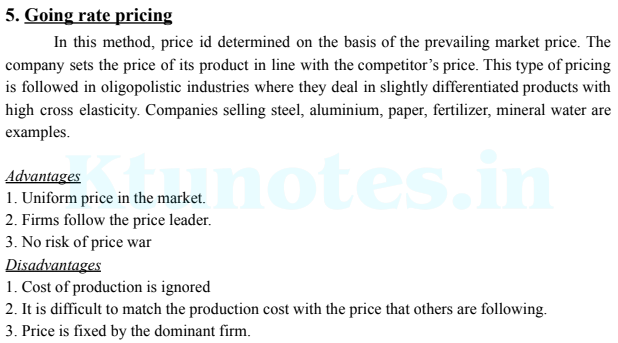 5. Going rate pricing
In this method, price id determined on the basis of the prevailing market price. The
company sets the price of its product in line with the competitor's price. This type of pricing
is followed in oligopolistic industries where they deal in slightly differentiated products with
high cross elasticity. Companies selling steel, aluminium, paper, fertilizer, mineral water are
examples.
Ktunotes.in
Advantages
1. Uniform price in the market.
2. Firms follow the price leader.
3. No risk of price war
Disadvantages
1. Cost of production is ignored
2. It is difficult to match the production cost with the price that others are following.
3. Price is fixed by the dominant firm.